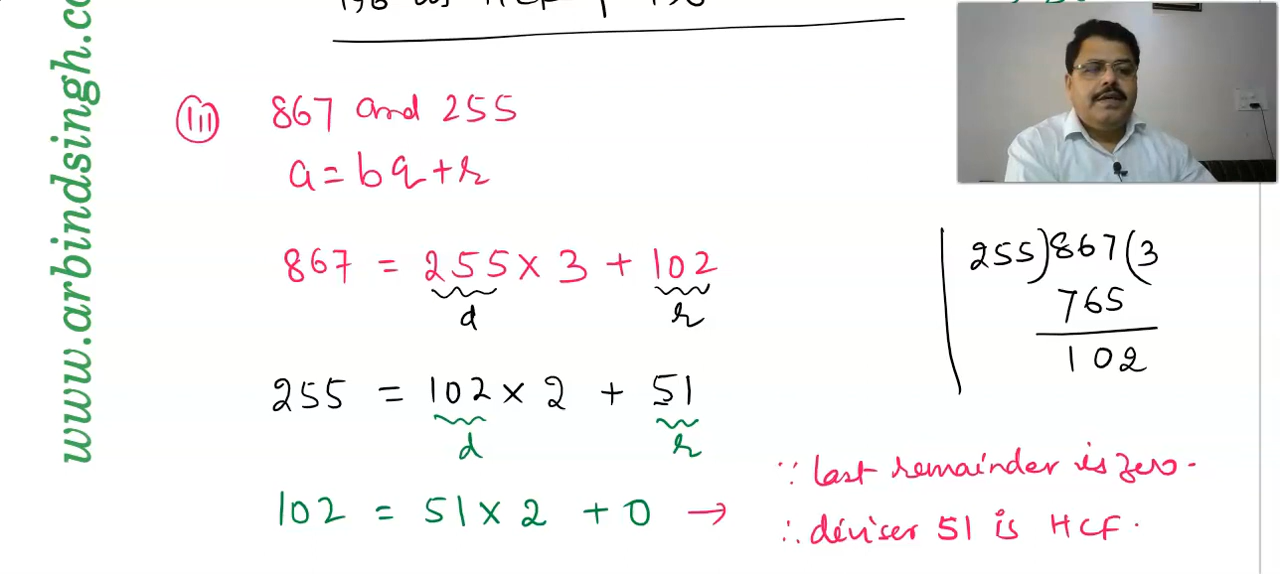 www.arbindsingh.co
(iii) 867 and 255
a = bq + r
867 = 255 × 3 + 102
d r
255)867(3
765
102
255 = 102 × 2 + 51
d r
∵ last remainder is zero.
102 = 51 × 2 + 0 →
∴ deviser 51 is HCF.